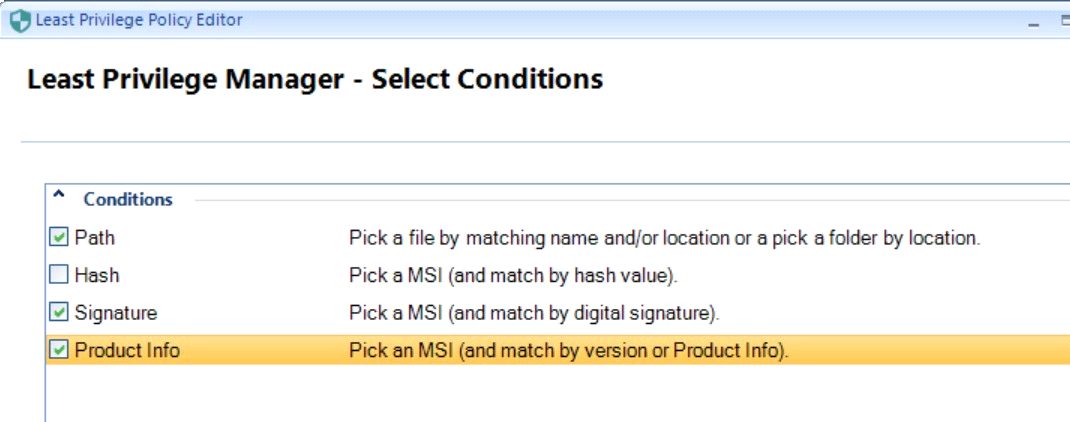 Least Privilege Policy Editor
Least Privilege Manager - Select Conditions
Conditions
Path Pick a file by matching name and/or location or a pick a folder by location.
Hash Pick a MSI (and match by hash value).
Signature Pick a MSI (and match by digital signature).
Product Info Pick an MSI (and match by version or Product Info).